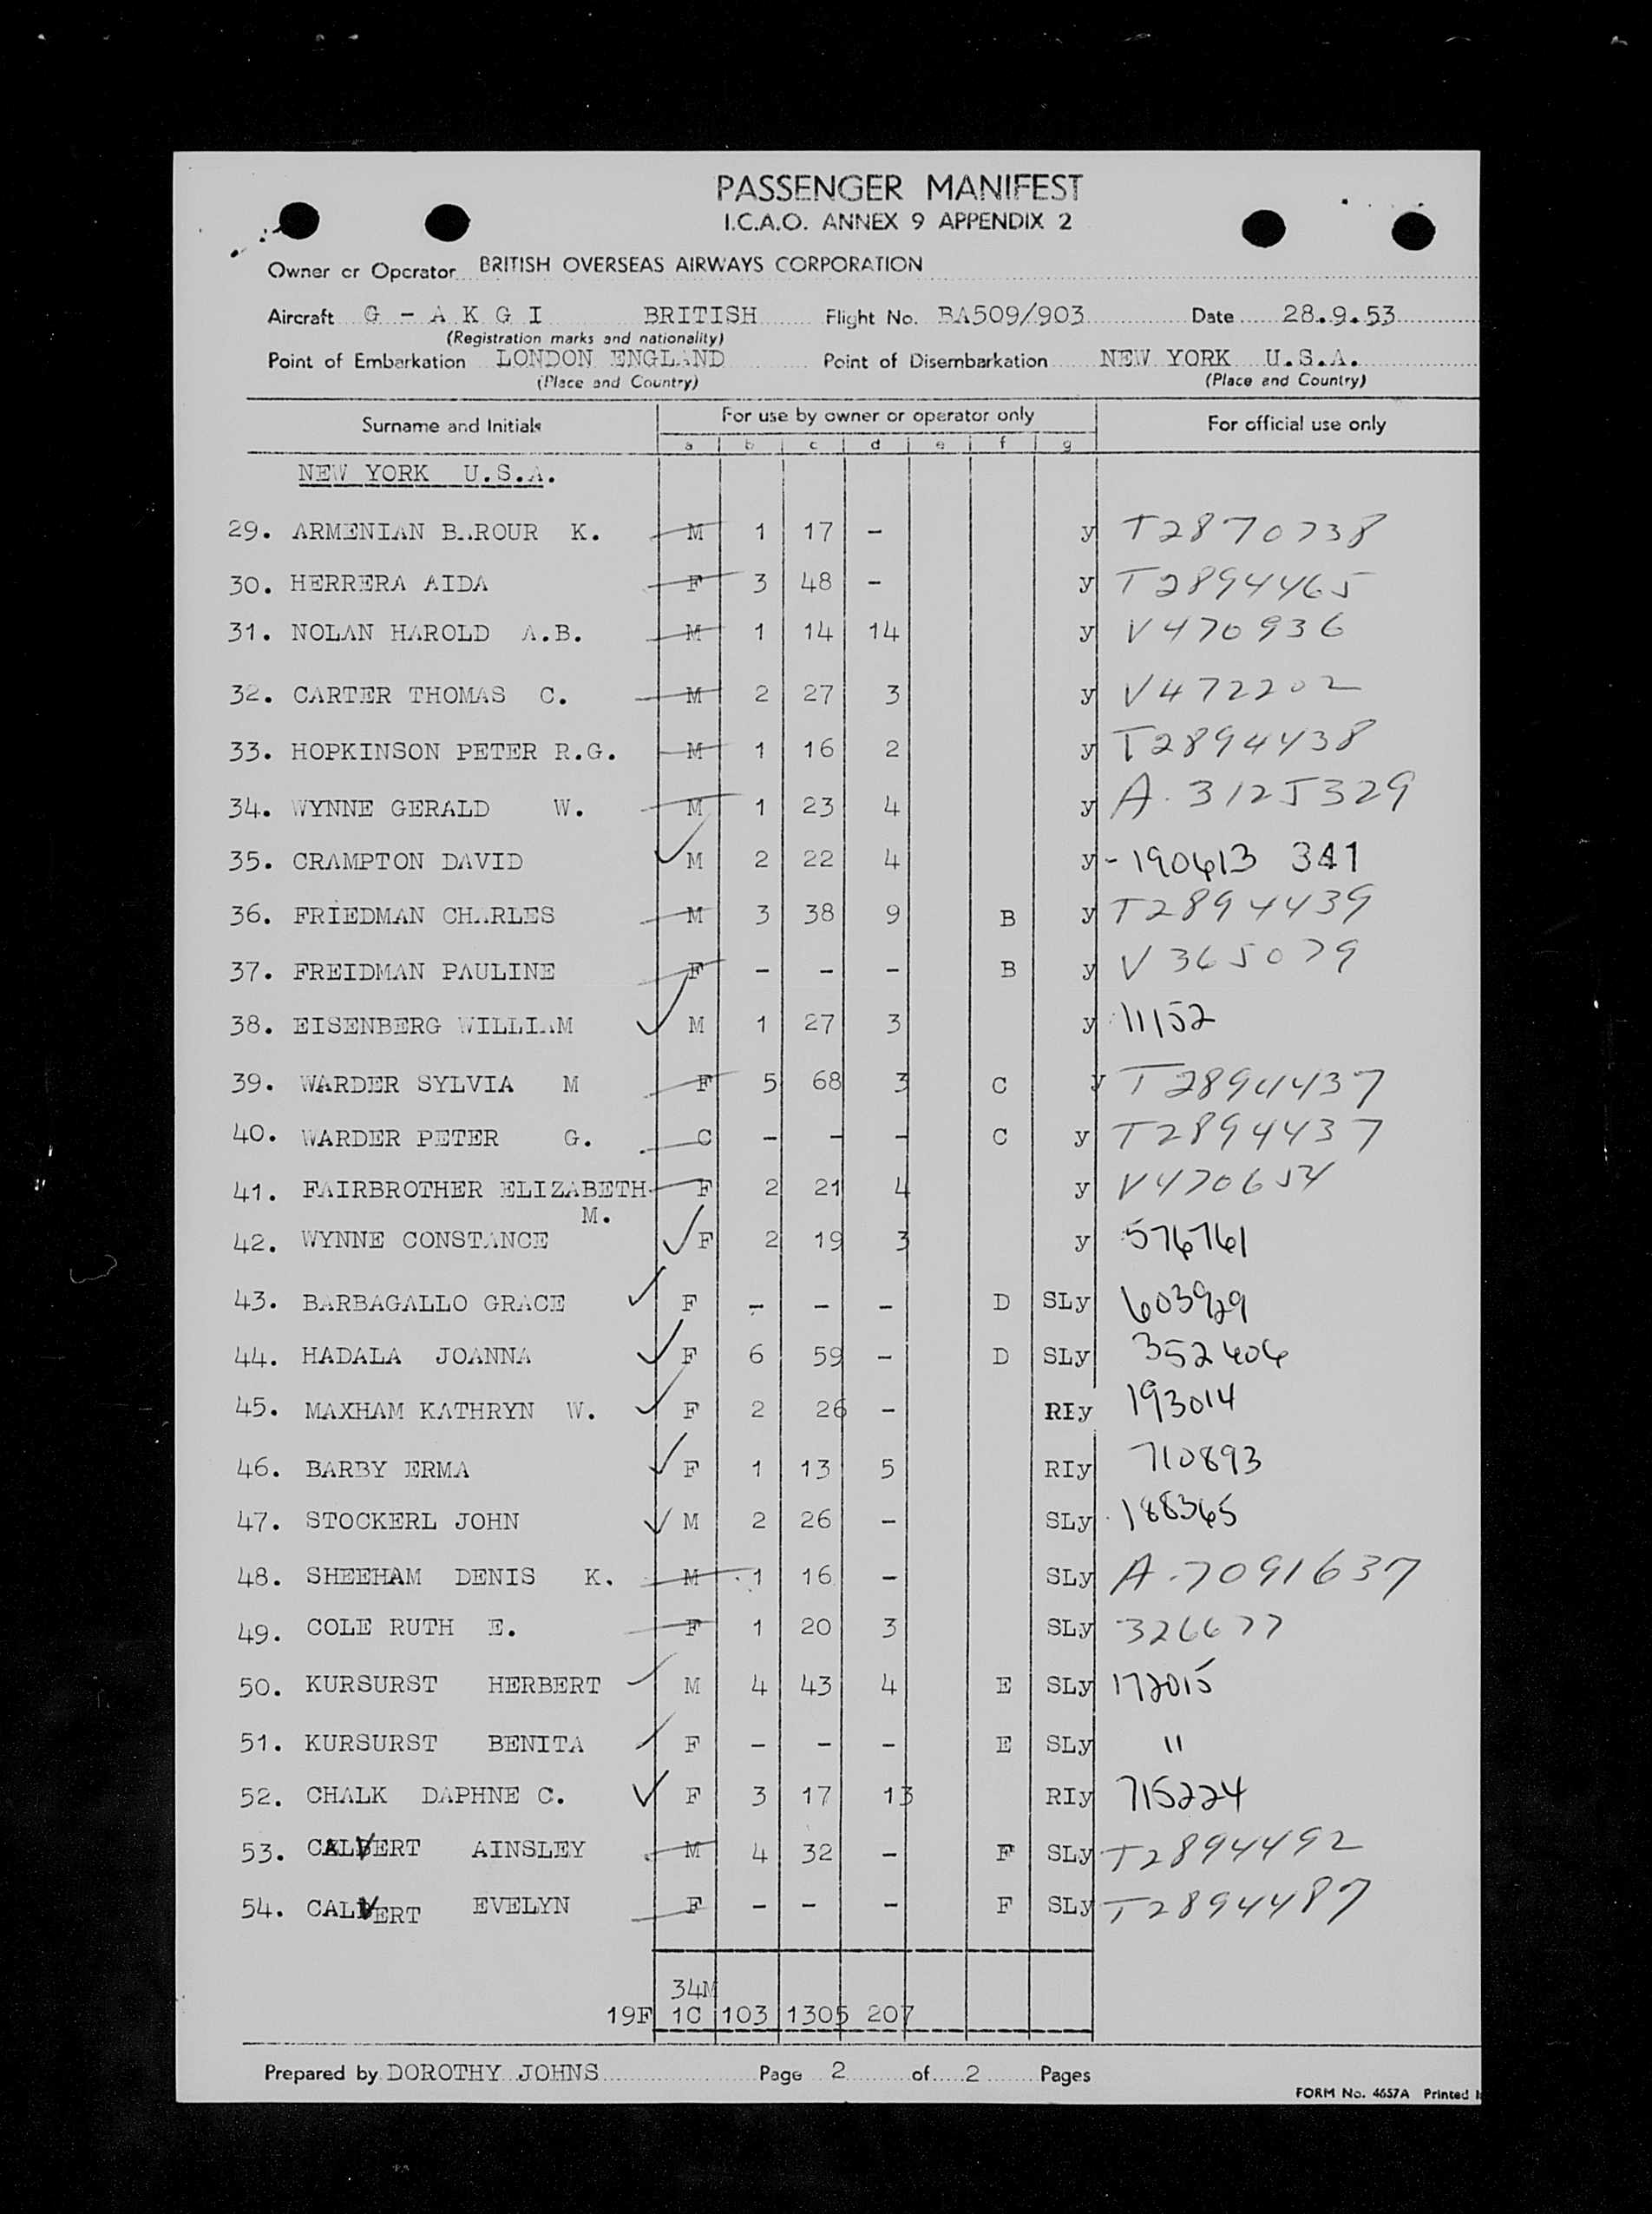 PASSENGER MANIFEST
I.C.A.O. ANNEX 9 APPENDIX 2
Owner or Operator BRITISH OVERSEAS AIRWAYS CORPORATION
Aircraft G - A K G I BRITISH Flight No. BA509/903 Date 28.9.53
(Registration marks and nationality)
Point of Embarkation LONDON ENGLAND Point of Disembarkation NEW YORK U.S.A.
(Place and Country) (Place and Country)
Surname and Initials For use by owner or operator only For official use only
a b c d e f g
NEW YORK U.S.A.
29. ARMENIAN BAROUR K. M 1 17 - y T2870738
30. HERRERA AIDA F 3 48 - y T2894465
31. NOLAN HAROLD A.B. M 1 14 14 y V470936
32. CARTER THOMAS C. M 2 27 3 y V472202
33. HOPKINSON PETER R.G. M 1 16 2 y T2894438
34. WYNNE GERALD W. M 1 23 4 y A.3125329
35. CRAMPTON DAVID M 2 22 4 y - 190613 341
36. FRIEDMAN CHARLES M 3 38 9 B y T2894439
37. FREIDMAN PAULINE F - - - B y V365079
38. EISENBERG WILLIAM M 1 27 3 y 11152
39. WARDER SYLVIA M F 5 68 3 C y T2894437
40. WARDER PETER G. C - - - C y T2894437
41. FAIRBROTHER ELIZABETH F 2 21 4 y V470654
M.
42. WYNNE CONSTANCE F 2 19 3 y 576761
43. BARBAGALLO GRACE F - - - D SLy 603929
44. HADALA JOANNA F 6 59 - D SLy 352406
45. MAXHAM KATHRYN W. F 2 26 - RIy 193014
46. BARBY ERMA F 1 13 5 RIy 710893
47. STOCKERL JOHN M 2 26 - SLy 188365
48. SHEEHAM DENIS K. M 1 16 - SLy A.7091637
49. COLE RUTH E. F 1 20 3 SLy 326677
50. KURSURST HERBERT M 4 43 4 E SLy 172015
51. KURSURST BENITA F - - - E SLy "
52. CHALK DAPHNE C. F 3 17 13 RIy 715224
53. CALVERT AINSLEY M 4 32 - F SLy T2894492
54. CALVERT EVELYN F - - - F SLy T2894487
34M
19F 1C 103 1305 207
Prepared by DOROTHY JOHNS Page 2 of 2 Pages
FORM No. 4657A Printed